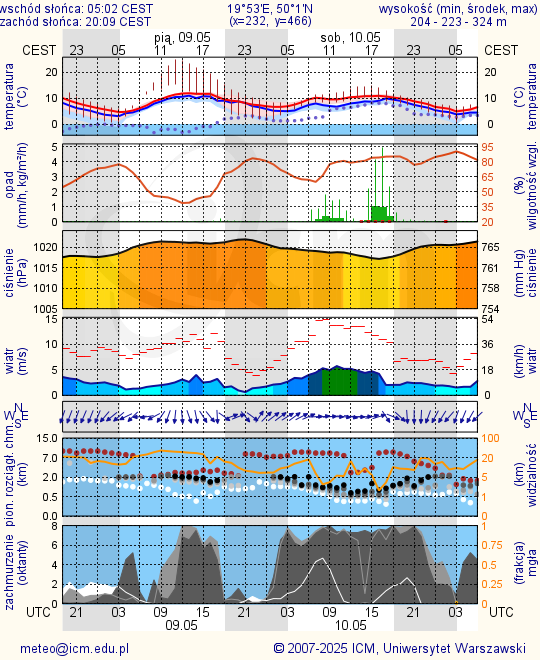 wschód słońca: 05:02 CEST 19°53'E, 50°1'N wysokość (min, środek, max)
zachód słońca: 20:09 CEST (x=232, y=466) 204 - 223 - 324 m
pią, 09.05 sob, 10.05
CEST 23 05 11 17 23 05 11 17 23 05 CEST
temperatura (°C)
20 10 0
20 10 0
temperatura (°C)
opad (mm/h, kg/m²/h)
5 4 3 2 1 0
95 80 65 50 35 20
wilgotność wzgl. (%)
ciśnienie (hPa)
1020 1015 1010 1005
765 761 758 754
ciśnienie (mm Hg)
wiatr (m/s)
15 10 5 0
54 36 18 0
wiatr (km/h)
N W E S
N W E S
pion. rozciągł. chm. (km)
15.0 7.0 2.0 0.5 0.0
100 20 10 5 1 0
widzialność (km)
zachmurzenie (oktanty)
8 6 4 2 0
1 0.75 0.5 0.25 0
mgła (frakcja)
UTC 21 03 09 15 21 03 09 15 21 03 UTC
09.05 10.05
meteo@icm.edu.pl © 2007-2025 ICM, Uniwersytet Warszawski